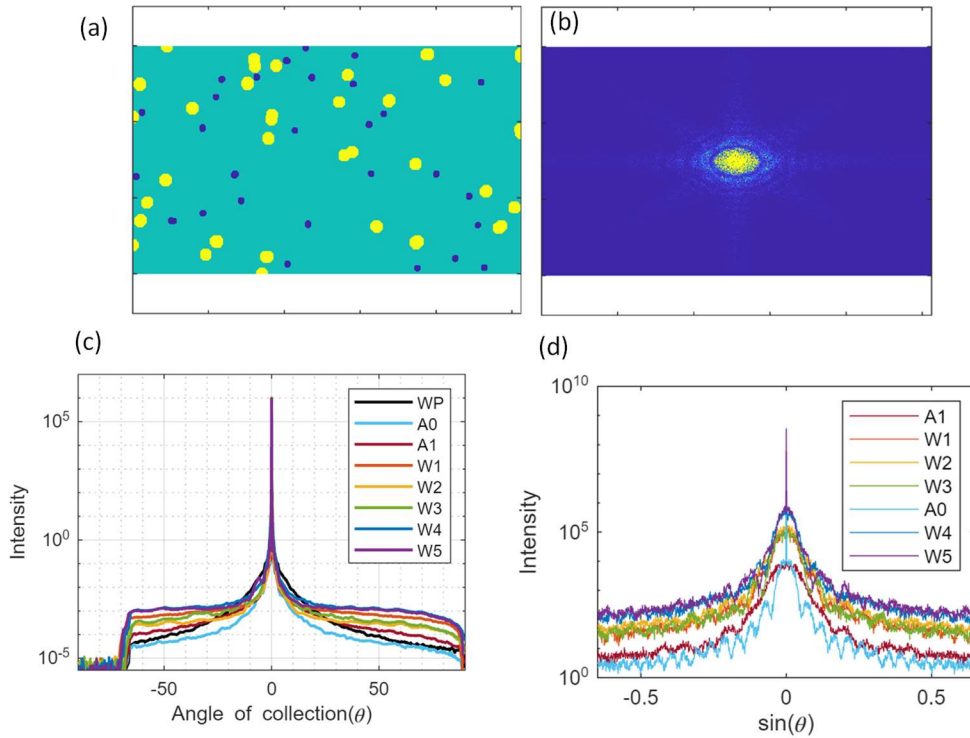 (a)
(b)
(c)
10^5
10^0
10^-5
Intensity
-50
0
50
Angle of collection(θ)
WP
A0
A1
W1
W2
W3
W4
W5
(d)
10^10
10^5
10^0
Intensity
-0.5
0
0.5
sin(θ)
A1
W1
W2
W3
A0
W4
W5